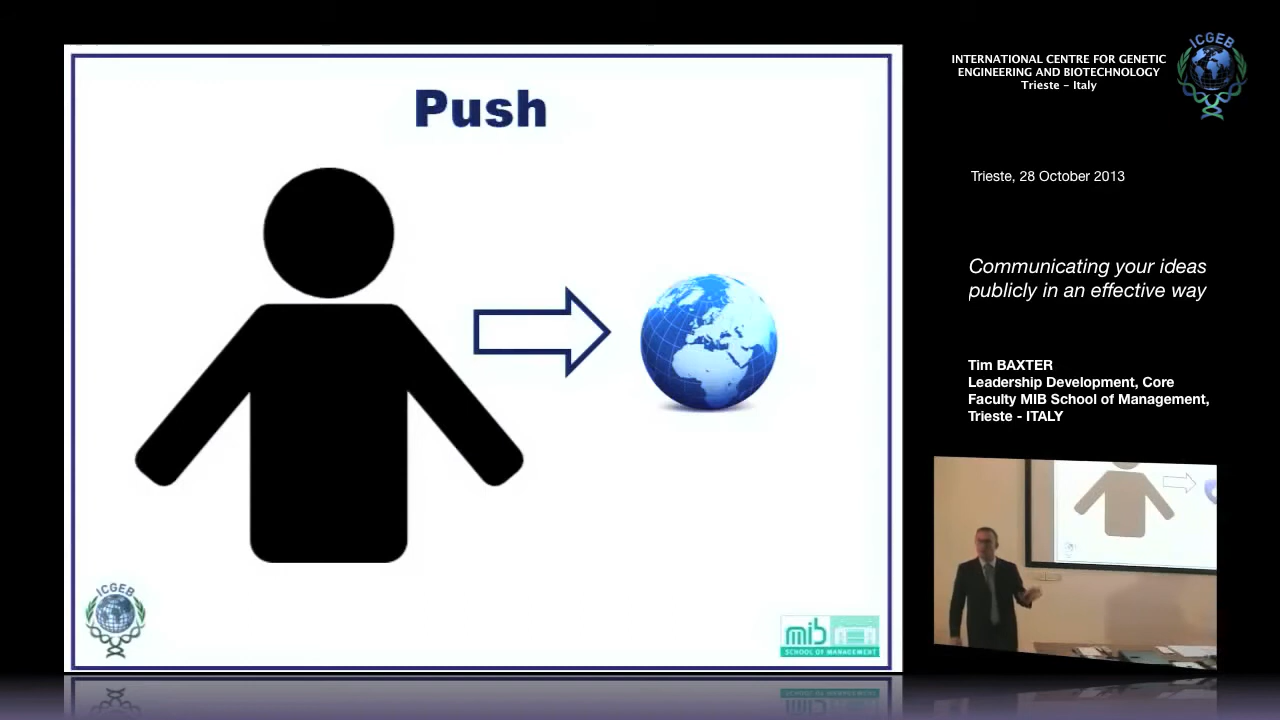 Push
ICGEB
mib
SCHOOL OF MANAGEMENT
INTERNATIONAL CENTRE FOR GENETIC
ENGINEERING AND BIOTECHNOLOGY
Trieste - Italy
ICGEB
Trieste, 28 October 2013
Communicating your ideas
publicly in an effective way
Tim BAXTER
Leadership Development, Core
Faculty MIB School of Management,
Trieste - ITALY